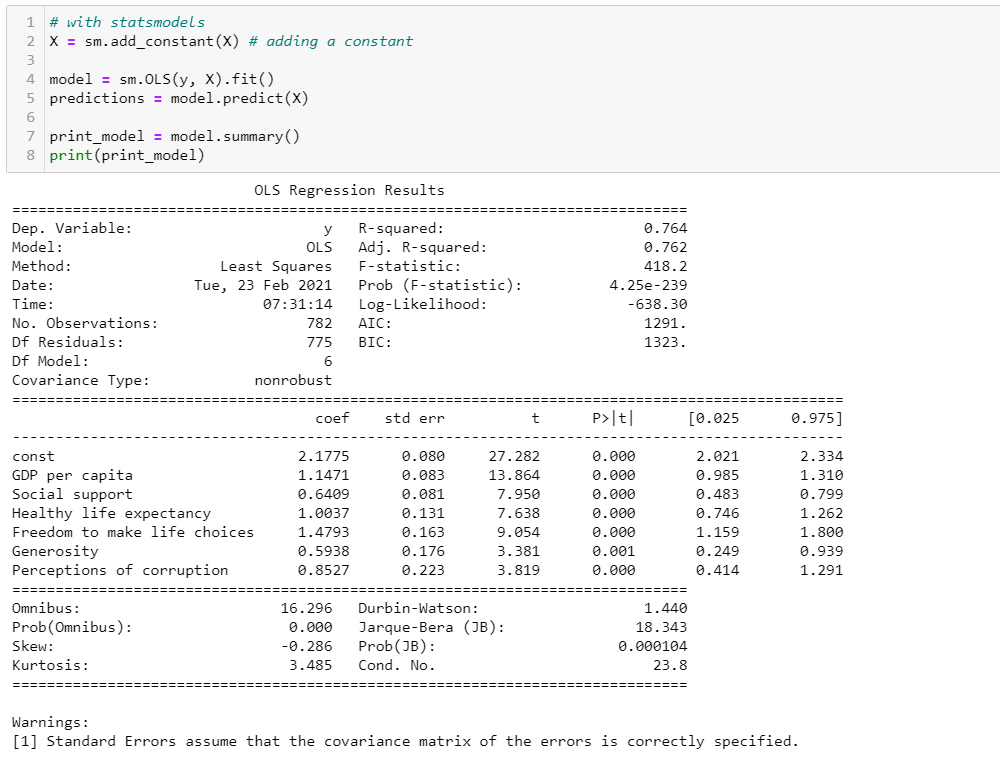 1 # with statsmodels
2 X = sm.add_constant(X) # adding a constant
3
4 model = sm.OLS(y, X).fit()
5 predictions = model.predict(X)
6
7 print_model = model.summary()
8 print(print_model)
OLS Regression Results
==============================================================================
Dep. Variable: y R-squared: 0.764
Model: OLS Adj. R-squared: 0.762
Method: Least Squares F-statistic: 418.2
Date: Tue, 23 Feb 2021 Prob (F-statistic): 4.25e-239
Time: 07:31:14 Log-Likelihood: -638.30
No. Observations: 782 AIC: 1291.
Df Residuals: 775 BIC: 1323.
Df Model: 6
Covariance Type: nonrobust
================================================================================================
coef std err t P>|t| [0.025 0.975]
------------------------------------------------------------------------------------------------
const 2.1775 0.080 27.282 0.000 2.021 2.334
GDP per capita 1.1471 0.083 13.864 0.000 0.985 1.310
Social support 0.6409 0.081 7.950 0.000 0.483 0.799
Healthy life expectancy 1.0037 0.131 7.638 0.000 0.746 1.262
Freedom to make life choices 1.4793 0.163 9.054 0.000 1.159 1.800
Generosity 0.5938 0.176 3.381 0.001 0.249 0.939
Perceptions of corruption 0.8527 0.223 3.819 0.000 0.414 1.291
==============================================================================
Omnibus: 16.296 Durbin-Watson: 1.440
Prob(Omnibus): 0.000 Jarque-Bera (JB): 18.343
Skew: -0.286 Prob(JB): 0.000104
Kurtosis: 3.485 Cond. No. 23.8
==============================================================================
Warnings:
[1] Standard Errors assume that the covariance matrix of the errors is correctly specified.